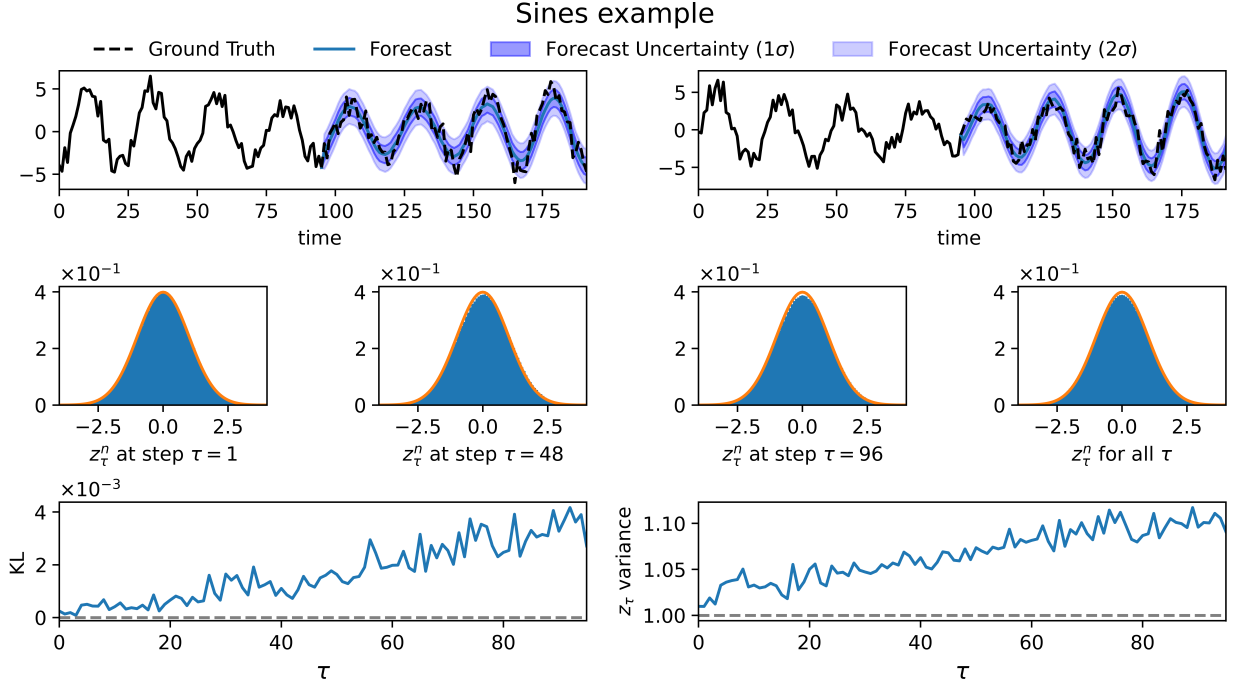 Sines example
Ground Truth
Forecast
Forecast Uncertainty (1σ)
Forecast Uncertainty (2σ)
5
0
−5
0 25 50 75 100 125 150 175
time
5
0
−5
0 25 50 75 100 125 150 175
time
×10⁻¹
4
2
0
−2.5 0.0 2.5
zⁿ_τ at step τ = 1
×10⁻¹
4
2
0
−2.5 0.0 2.5
zⁿ_τ at step τ = 48
×10⁻¹
4
2
0
−2.5 0.0 2.5
zⁿ_τ at step τ = 96
×10⁻¹
4
2
0
−2.5 0.0 2.5
zⁿ_τ for all τ
×10⁻³
KL
4
2
0
0 20 40 60 80
τ
z_τ variance
1.10
1.05
1.00
0 20 40 60 80
τ